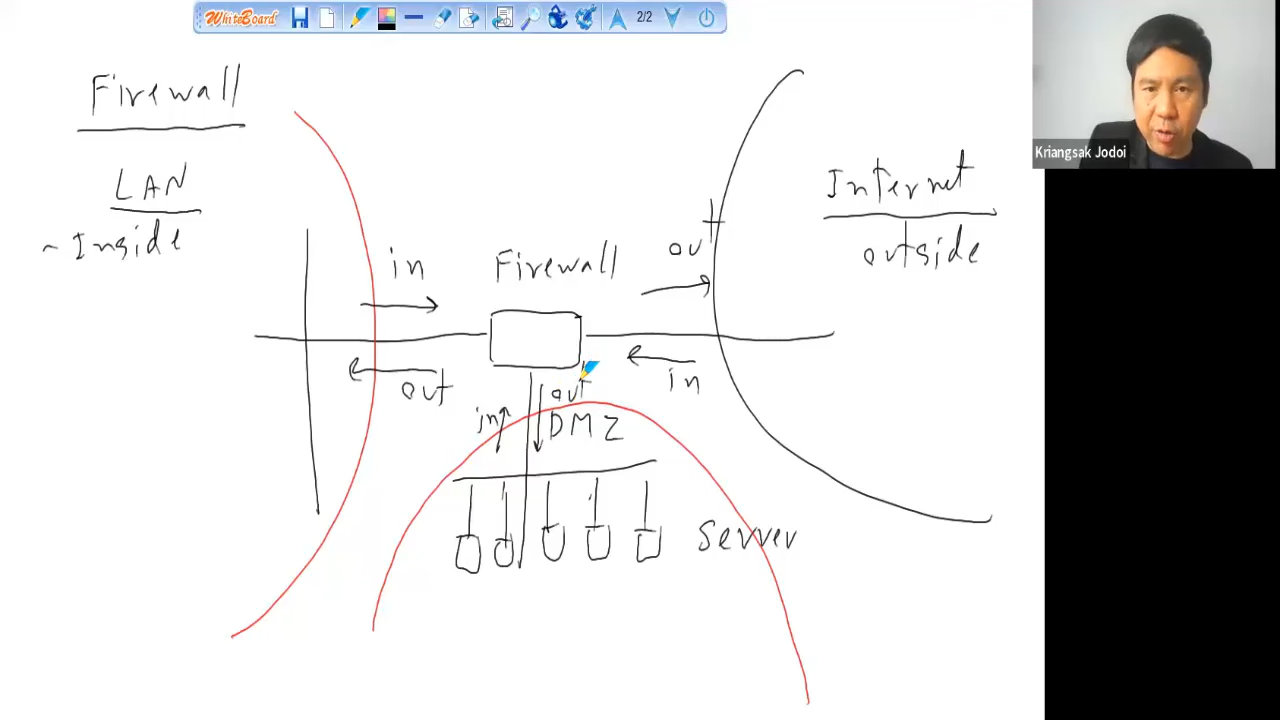 WhiteBoard
2/2
Kriangsak Jodoi
Firewall
LAN
~ Inside
in
out
Firewall
out
in
Internet
outside
in
out
DMZ
Server